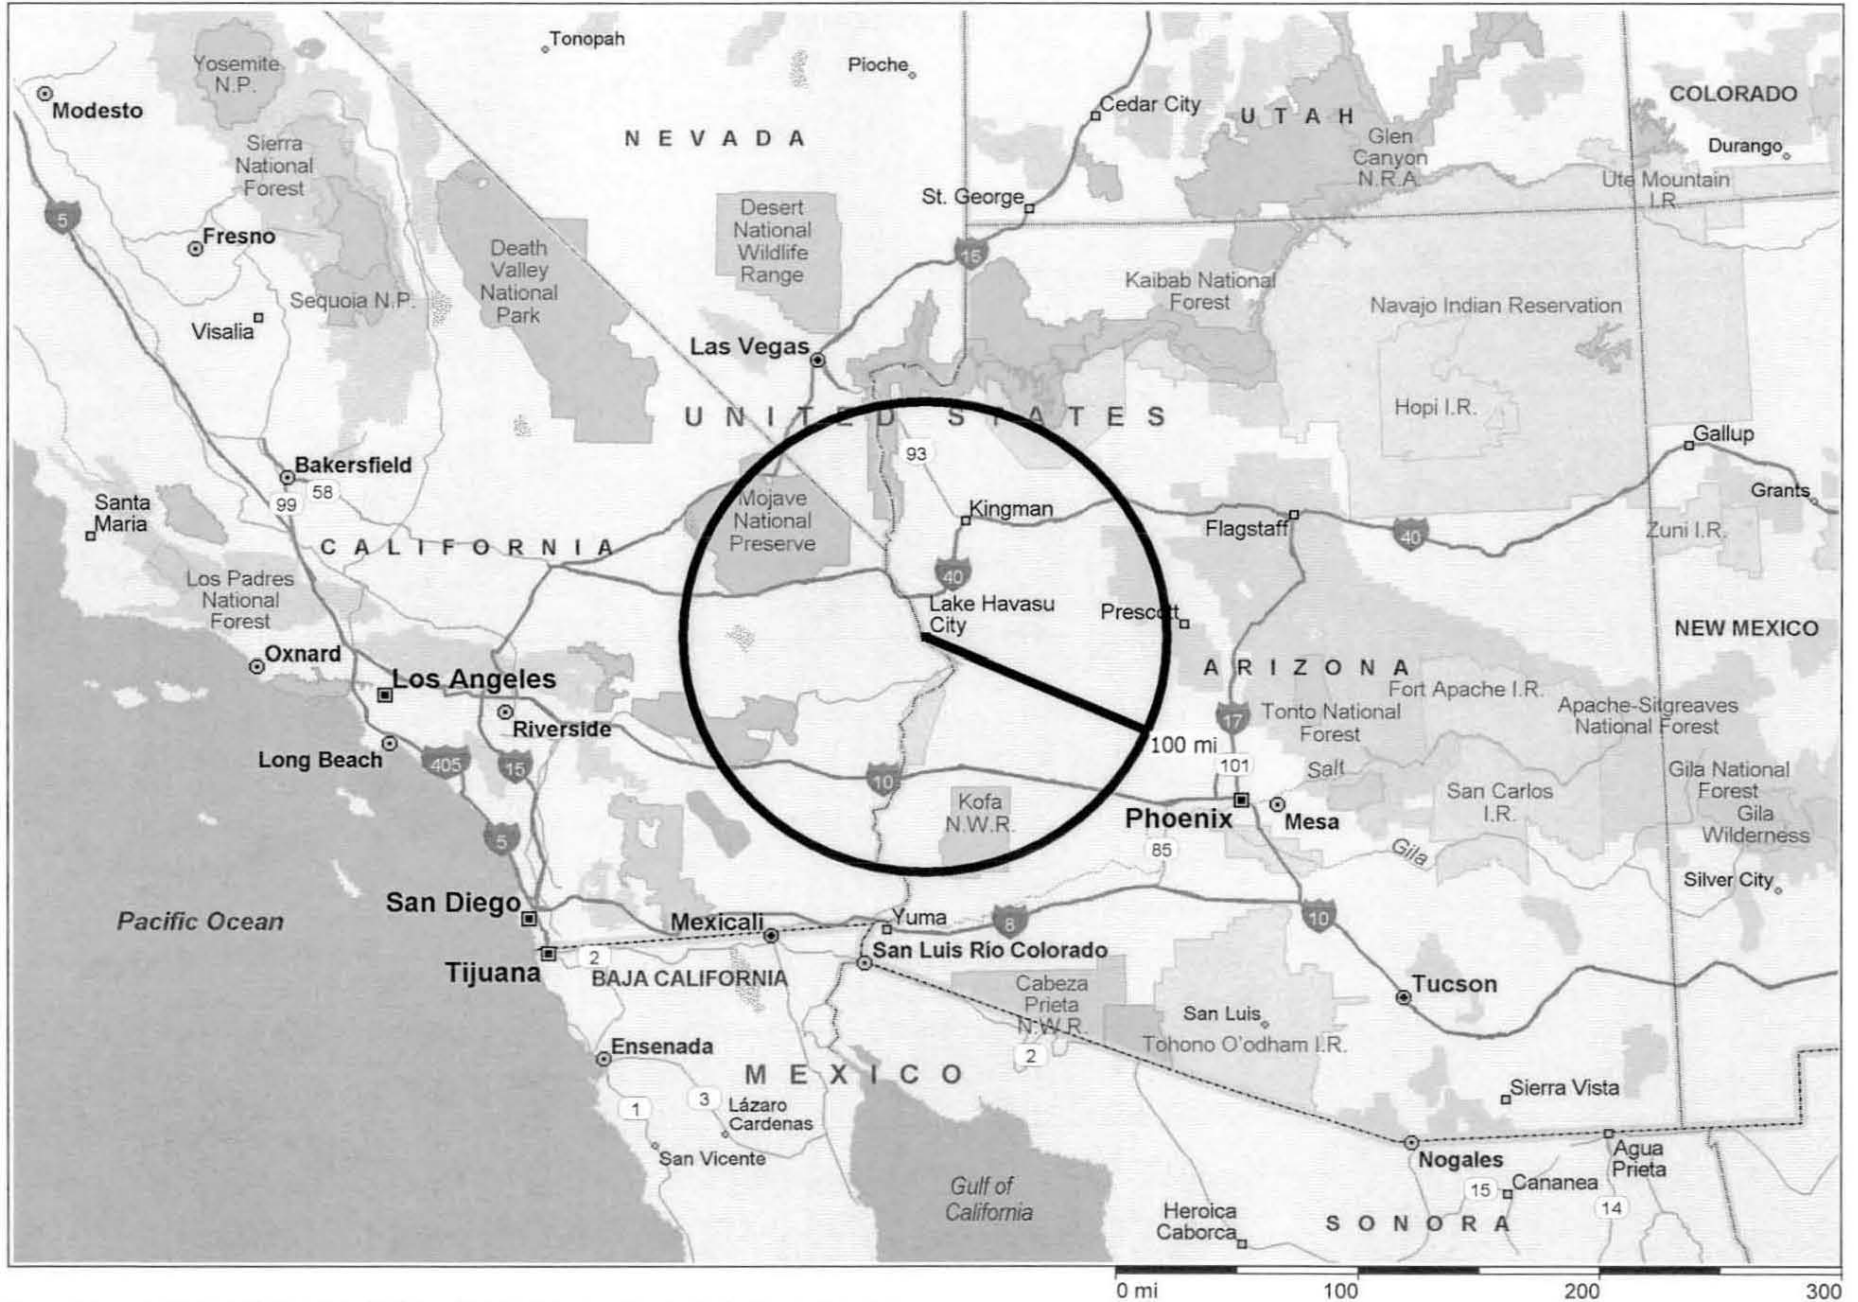 Tonopah
Pioche
Yosemite
N.P.
Modesto
NEVADA
Cedar City
UTAH
COLORADO
Durango
Sierra
National
Forest
Glen
Canyon
N.R.A.
Ute Mountain
I.R.
St. George
5
Fresno
Desert
National
Wildlife
Range
15
Death
Valley
National
Park
Sequoia N.P.
Visalia
Kaibab National
Forest
Navajo Indian Reservation
Las Vegas
UNITED STATES
Hopi I.R.
Gallup
93
Bakersfield
99
58
Santa
Maria
Mojave
National
Preserve
Kingman
Flagstaff
40
Grants
Zuni I.R.
CALIFORNIA
Los Padres
National
Forest
40
Lake Havasu
City
Prescott
NEW MEXICO
Oxnard
Los Angeles
ARIZONA
Fort Apache I.R.
Apache-Sitgreaves
National Forest
Riverside
17
Tonto National
Forest
100 mi
Long Beach
405
15
10
101
Salt
San Carlos
I.R.
Gila National
Forest
Gila
Wilderness
Kofa
N.W.R.
Phoenix
Mesa
5
85
Gila
Silver City
San Diego
Pacific Ocean
Mexicali
Yuma
8
10
San Luis Río Colorado
Tijuana
2
BAJA CALIFORNIA
Cabeza
Prieta
N.W.R.
Tucson
San Luis
Tohono O'odham I.R.
2
Ensenada
MEXICO
1
3
Lázaro
Cardenas
San Vicente
Sierra Vista
Nogales
Agua
Prieta
15
Cananea
14
Gulf of
California
Heroica
Caborca
SONORA
0 mi
100
200
300